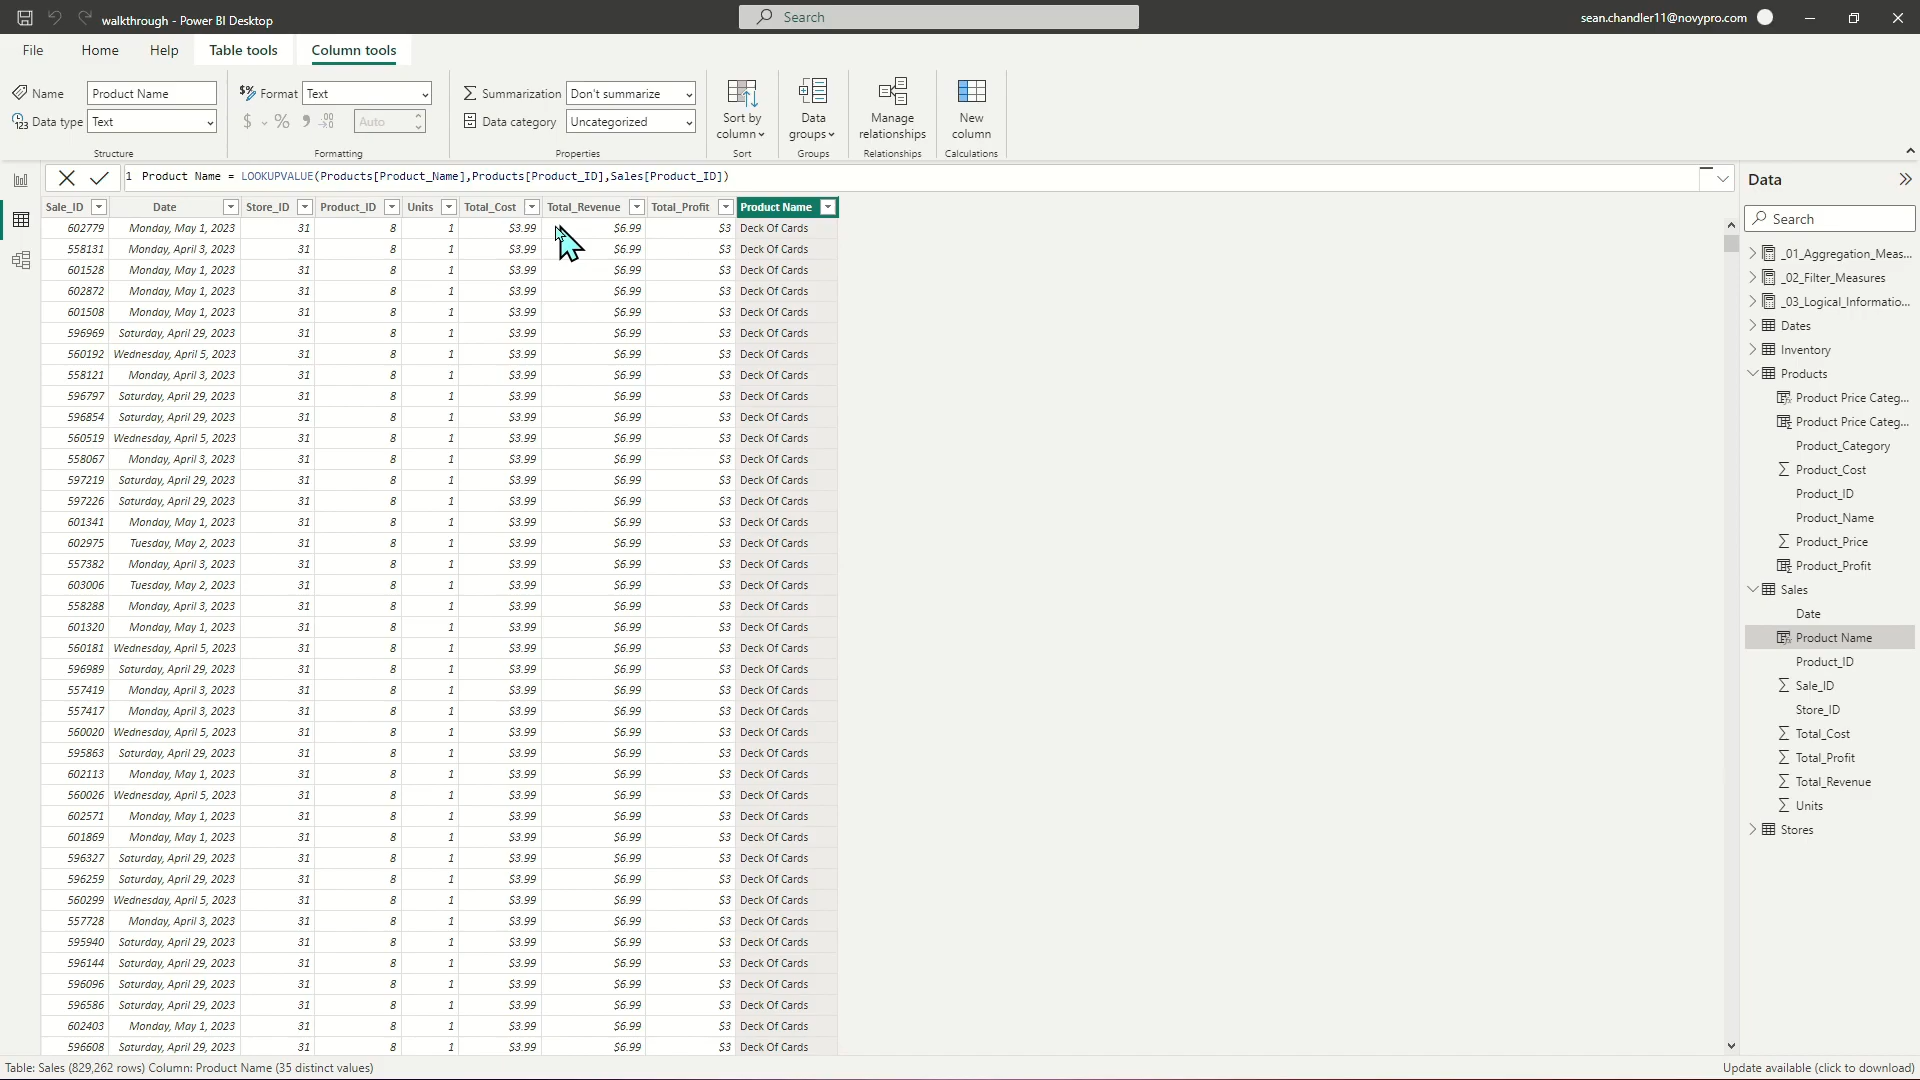 walkthrough - Power BI Desktop
Search
sean.chandler11@novypro.com
File Home Help Table tools Column tools
Name Product Name
Data type Text
Structure
Format Text
$ % 9 .00 Auto
Formatting
Summarization Don't summarize
Data category Uncategorized
Properties
Sort by column
Sort
Data groups
Groups
Manage relationships
Relationships
New column
Calculations
1 Product Name = LOOKUPVALUE(Products[Product_Name],Products[Product_ID],Sales[Product_ID])
Sale_ID Date Store_ID Product_ID Units Total_Cost Total_Revenue Total_Profit Product Name
602779 Monday, May 1, 2023 31 8 1 $3.99 $6.99 $3 Deck Of Cards
558131 Monday, April 3, 2023 31 8 1 $3.99 $6.99 $3 Deck Of Cards
601528 Monday, May 1, 2023 31 8 1 $3.99 $6.99 $3 Deck Of Cards
602872 Monday, May 1, 2023 31 8 1 $3.99 $6.99 $3 Deck Of Cards
601508 Monday, May 1, 2023 31 8 1 $3.99 $6.99 $3 Deck Of Cards
596969 Saturday, April 29, 2023 31 8 1 $3.99 $6.99 $3 Deck Of Cards
560192 Wednesday, April 5, 2023 31 8 1 $3.99 $6.99 $3 Deck Of Cards
558121 Monday, April 3, 2023 31 8 1 $3.99 $6.99 $3 Deck Of Cards
596797 Saturday, April 29, 2023 31 8 1 $3.99 $6.99 $3 Deck Of Cards
596854 Saturday, April 29, 2023 31 8 1 $3.99 $6.99 $3 Deck Of Cards
560519 Wednesday, April 5, 2023 31 8 1 $3.99 $6.99 $3 Deck Of Cards
558067 Monday, April 3, 2023 31 8 1 $3.99 $6.99 $3 Deck Of Cards
597219 Saturday, April 29, 2023 31 8 1 $3.99 $6.99 $3 Deck Of Cards
597226 Saturday, April 29, 2023 31 8 1 $3.99 $6.99 $3 Deck Of Cards
601341 Monday, May 1, 2023 31 8 1 $3.99 $6.99 $3 Deck Of Cards
602975 Tuesday, May 2, 2023 31 8 1 $3.99 $6.99 $3 Deck Of Cards
557382 Monday, April 3, 2023 31 8 1 $3.99 $6.99 $3 Deck Of Cards
603006 Tuesday, May 2, 2023 31 8 1 $3.99 $6.99 $3 Deck Of Cards
558288 Monday, April 3, 2023 31 8 1 $3.99 $6.99 $3 Deck Of Cards
601320 Monday, May 1, 2023 31 8 1 $3.99 $6.99 $3 Deck Of Cards
560181 Wednesday, April 5, 2023 31 8 1 $3.99 $6.99 $3 Deck Of Cards
596989 Saturday, April 29, 2023 31 8 1 $3.99 $6.99 $3 Deck Of Cards
557419 Monday, April 3, 2023 31 8 1 $3.99 $6.99 $3 Deck Of Cards
557417 Monday, April 3, 2023 31 8 1 $3.99 $6.99 $3 Deck Of Cards
560020 Wednesday, April 5, 2023 31 8 1 $3.99 $6.99 $3 Deck Of Cards
595863 Saturday, April 29, 2023 31 8 1 $3.99 $6.99 $3 Deck Of Cards
602113 Monday, May 1, 2023 31 8 1 $3.99 $6.99 $3 Deck Of Cards
560026 Wednesday, April 5, 2023 31 8 1 $3.99 $6.99 $3 Deck Of Cards
602571 Monday, May 1, 2023 31 8 1 $3.99 $6.99 $3 Deck Of Cards
601869 Monday, May 1, 2023 31 8 1 $3.99 $6.99 $3 Deck Of Cards
596327 Saturday, April 29, 2023 31 8 1 $3.99 $6.99 $3 Deck Of Cards
596259 Saturday, April 29, 2023 31 8 1 $3.99 $6.99 $3 Deck Of Cards
560299 Wednesday, April 5, 2023 31 8 1 $3.99 $6.99 $3 Deck Of Cards
557728 Monday, April 3, 2023 31 8 1 $3.99 $6.99 $3 Deck Of Cards
595940 Saturday, April 29, 2023 31 8 1 $3.99 $6.99 $3 Deck Of Cards
596144 Saturday, April 29, 2023 31 8 1 $3.99 $6.99 $3 Deck Of Cards
596096 Saturday, April 29, 2023 31 8 1 $3.99 $6.99 $3 Deck Of Cards
596586 Saturday, April 29, 2023 31 8 1 $3.99 $6.99 $3 Deck Of Cards
602403 Monday, May 1, 2023 31 8 1 $3.99 $6.99 $3 Deck Of Cards
596608 Saturday, April 29, 2023 31 8 1 $3.99 $6.99 $3 Deck Of Cards
Data
Search
_01_Aggregation_Meas...
_02_Filter_Measures
_03_Logical_Informatio...
Dates
Inventory
Products
Product Price Categ...
Product Price Categ...
Product_Category
Product_Cost
Product_ID
Product_Name
Product_Price
Product_Profit
Sales
Date
Product Name
Product_ID
Sale_ID
Store_ID
Total_Cost
Total_Profit
Total_Revenue
Units
Stores
Table: Sales (829,262 rows) Column: Product Name (35 distinct values)
Update available (click to download)